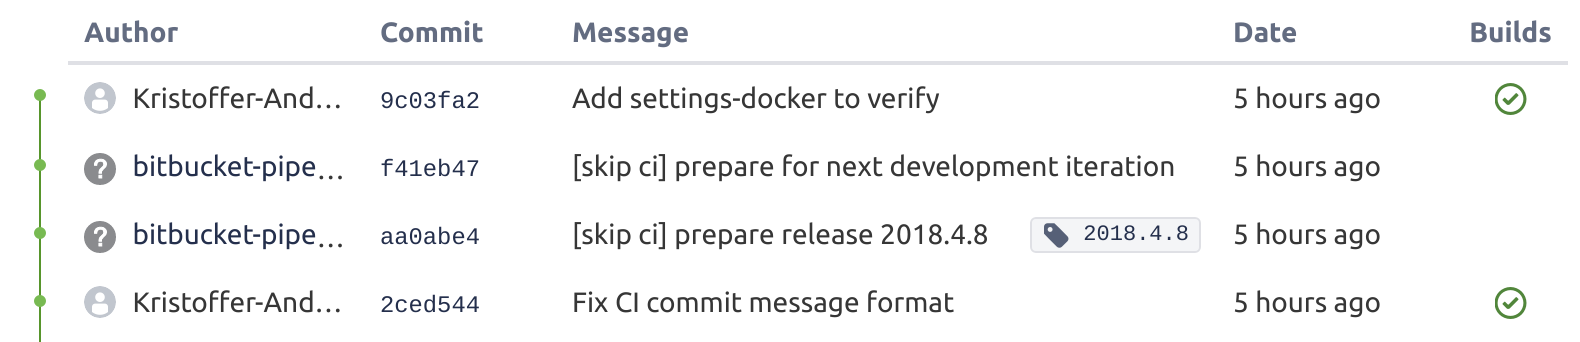 Author Commit Message Date Builds
Kristoffer-And... 9c03fa2 Add settings-docker to verify 5 hours ago
bitbucket-pipe... f41eb47 [skip ci] prepare for next development iteration 5 hours ago
bitbucket-pipe... aa0abe4 [skip ci] prepare release 2018.4.8 2018.4.8 5 hours ago
Kristoffer-And... 2ced544 Fix CI commit message format 5 hours ago